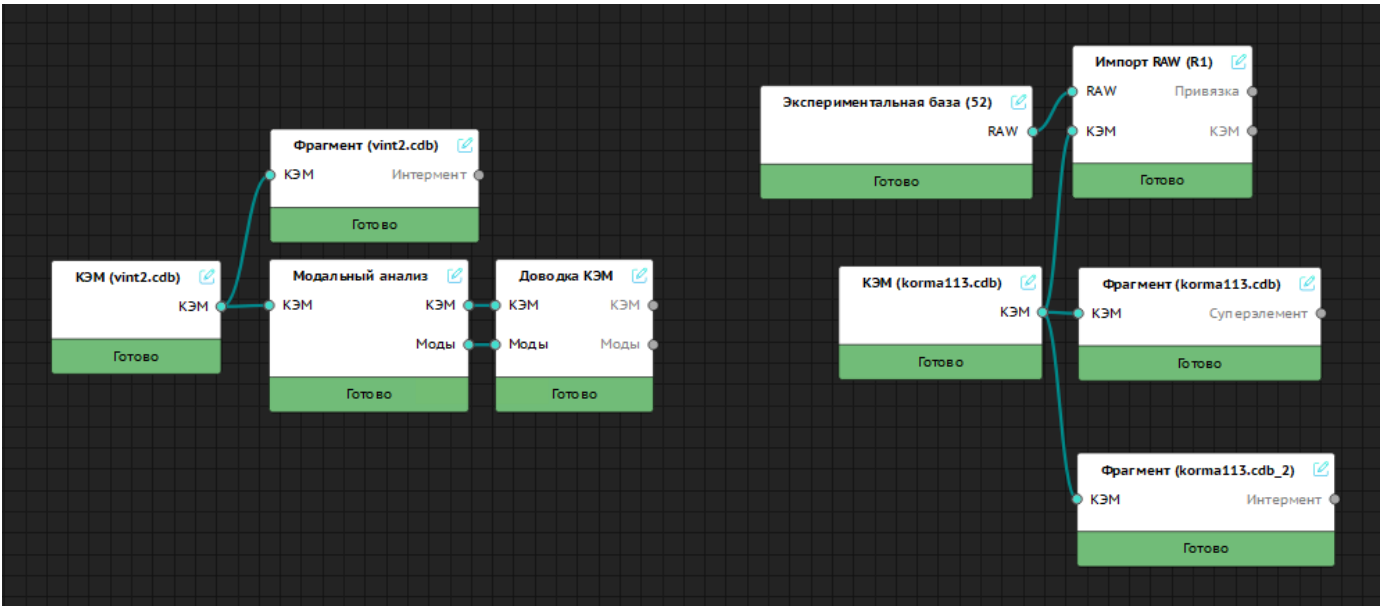 Фрагмент (vint2.cdb)
КЭМ Интермент
Готово
КЭМ (vint2.cdb)
КЭМ
Готово
Модальный анализ
КЭМ КЭМ
Моды
Готово
Доводка КЭМ
КЭМ КЭМ
Моды Моды
Готово
Экспериментальная база (52)
RAW
Готово
Импорт RAW (R1)
RAW Привязка
КЭМ КЭМ
Готово
КЭМ (korma113.cdb)
КЭМ
Готово
Фрагмент (korma113.cdb)
КЭМ Суперэлемент
Готово
Фрагмент (korma113.cdb_2)
КЭМ Интермент
Готово